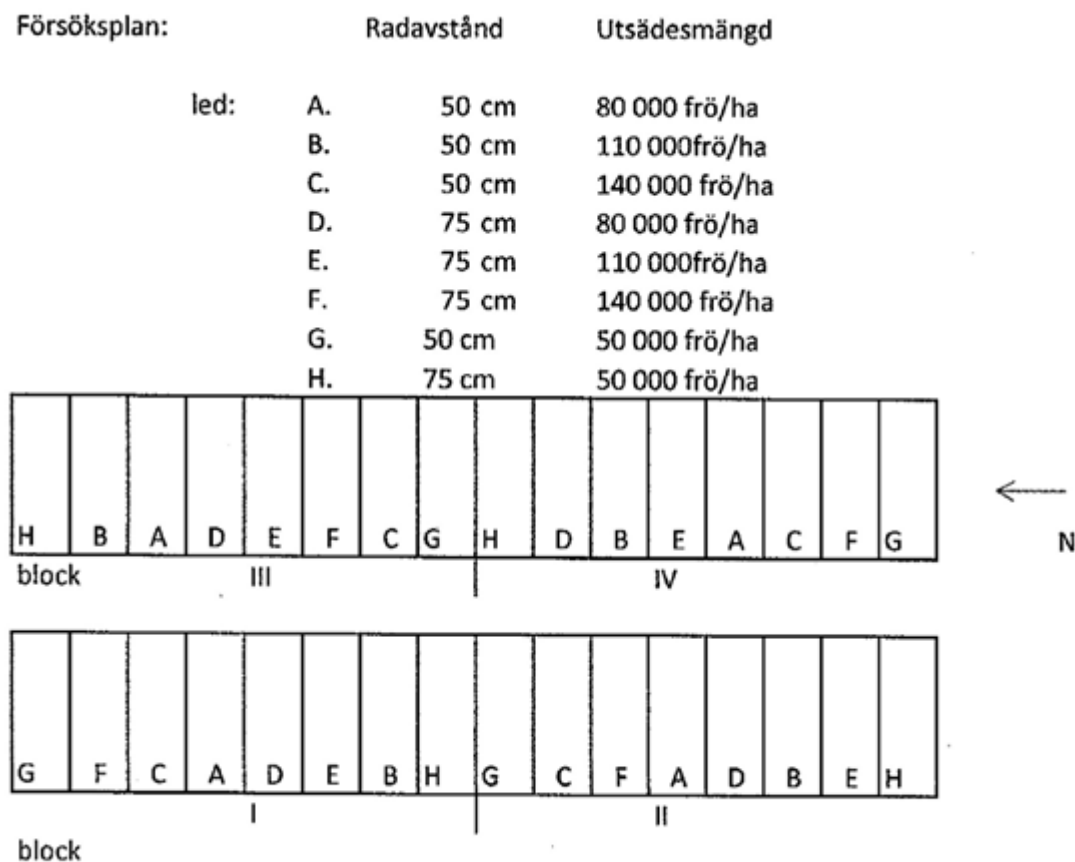 Försöksplan: Radavstånd Utsädesmängd
led: A. 50 cm 80 000 frö/ha
B. 50 cm 110 000frö/ha
C. 50 cm 140 000 frö/ha
D. 75 cm 80 000 frö/ha
E. 75 cm 110 000frö/ha
F. 75 cm 140 000 frö/ha
G. 50 cm 50 000 frö/ha
H. 75 cm 50 000 frö/ha
H B A D E F C G H D B E A C F G N
block III IV
G F C A D E B H G C F A D B E H
I II
block